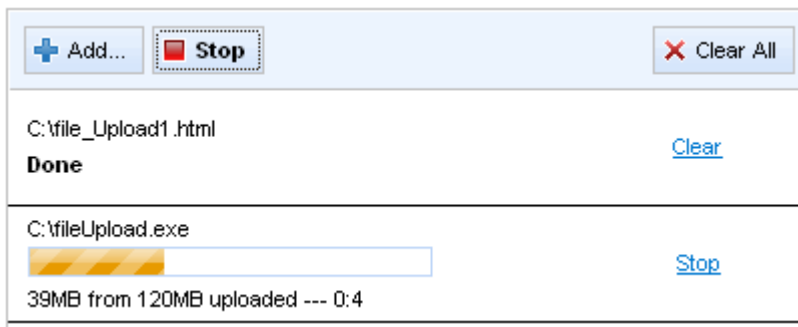 Add... Stop Clear All
C:\file_Upload1.html
Done
Clear
C:\fileUpload.exe
Stop
39MB from 120MB uploaded --- 0:4